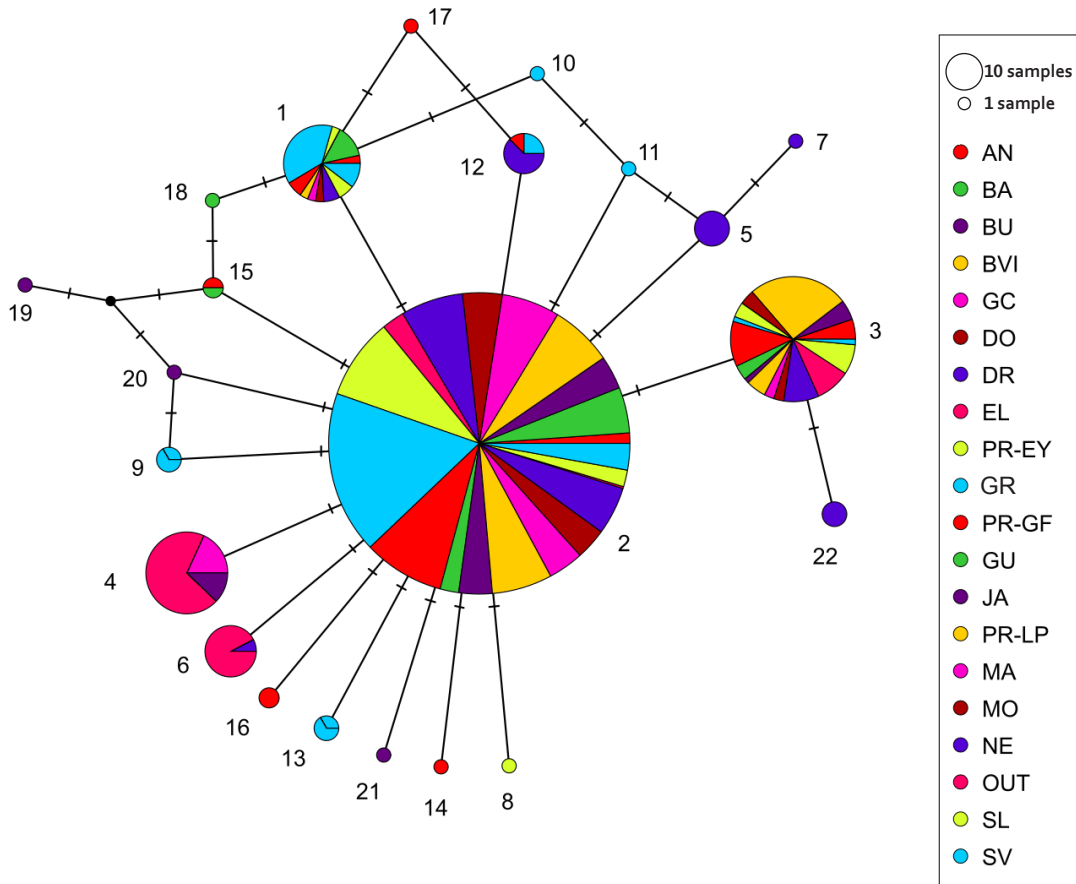 17
10
1
12
11
7
18
5
15
19
3
20
9
2
22
4
6
16
13
21
14
8
10 samples
1 sample
AN
BA
BU
BVI
GC
DO
DR
EL
PR-EY
GR
PR-GF
GU
JA
PR-LP
MA
MO
NE
OUT
SL
SV